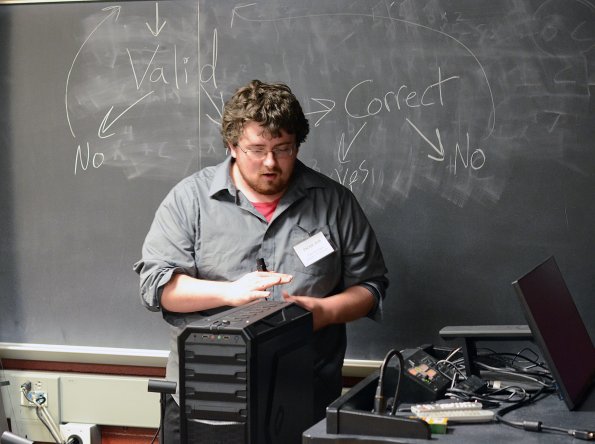 Valid
Correct
No
Yes
No